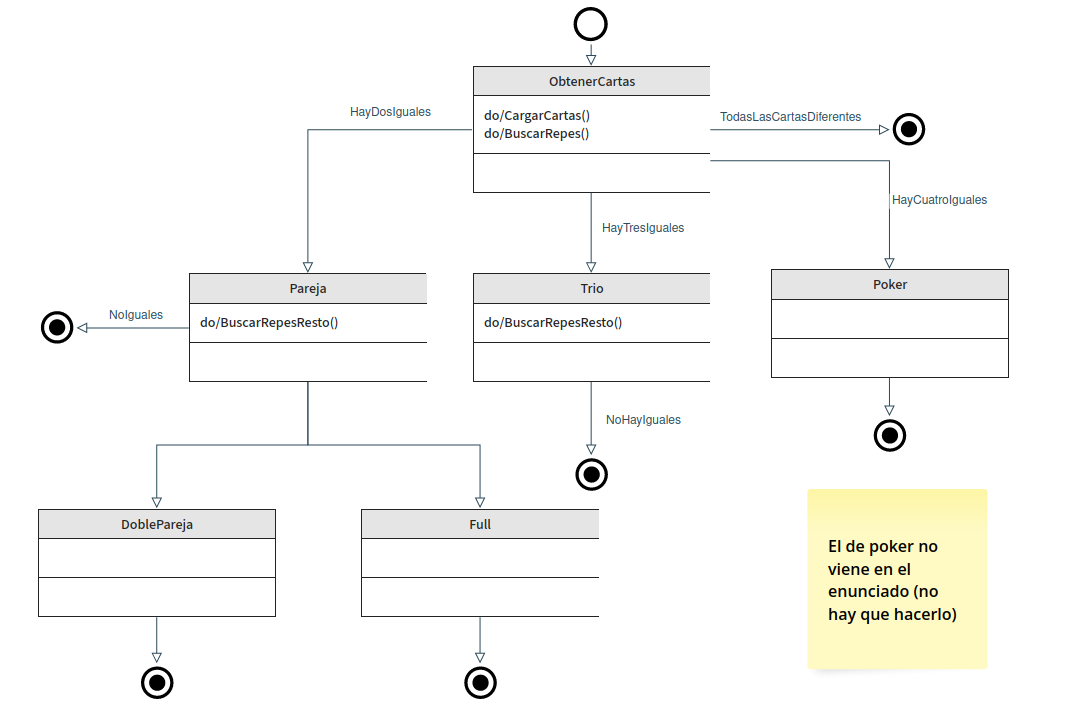 ObtenerCartas
do/CargarCartas()
do/BuscarRepes()
HayDosIguales
TodasLasCartasDiferentes
HayCuatroIguales
HayTresIguales
Pareja
do/BuscarRepesResto()
Trio
do/BuscarRepesResto()
Poker
NoIguales
NoHayIguales
DoblePareja
Full
El de poker no
viene en el
enunciado (no
hay que hacerlo)